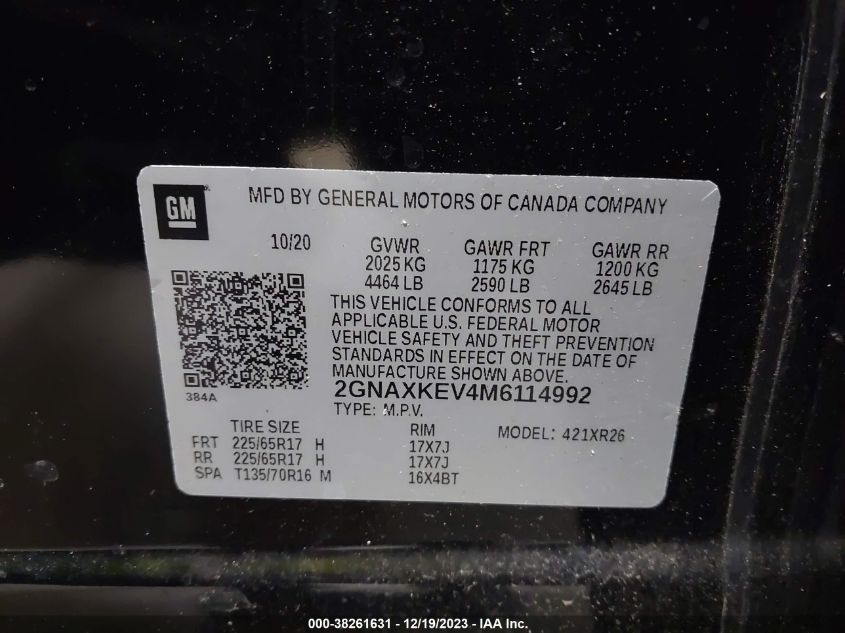 GM
MFD BY GENERAL MOTORS OF CANADA COMPANY
10/20 GVWR GAWR FRT GAWR RR
2025 KG 1175 KG 1200 KG
4464 LB 2590 LB 2645 LB
THIS VEHICLE CONFORMS TO ALL
APPLICABLE U.S. FEDERAL MOTOR
VEHICLE SAFETY AND THEFT PREVENTION
STANDARDS IN EFFECT ON THE DATE OF
MANUFACTURE SHOWN ABOVE.
384A
2GNAXKEV4M6114992
TYPE: M.P.V.
TIRE SIZE RIM MODEL: 421XR26
FRT 225/65R17 H 17X7J
RR 225/65R17 H 17X7J
SPA T135/70R16 M 16X4BT
000-38261631 - 12/19/2023 - IAA Inc.